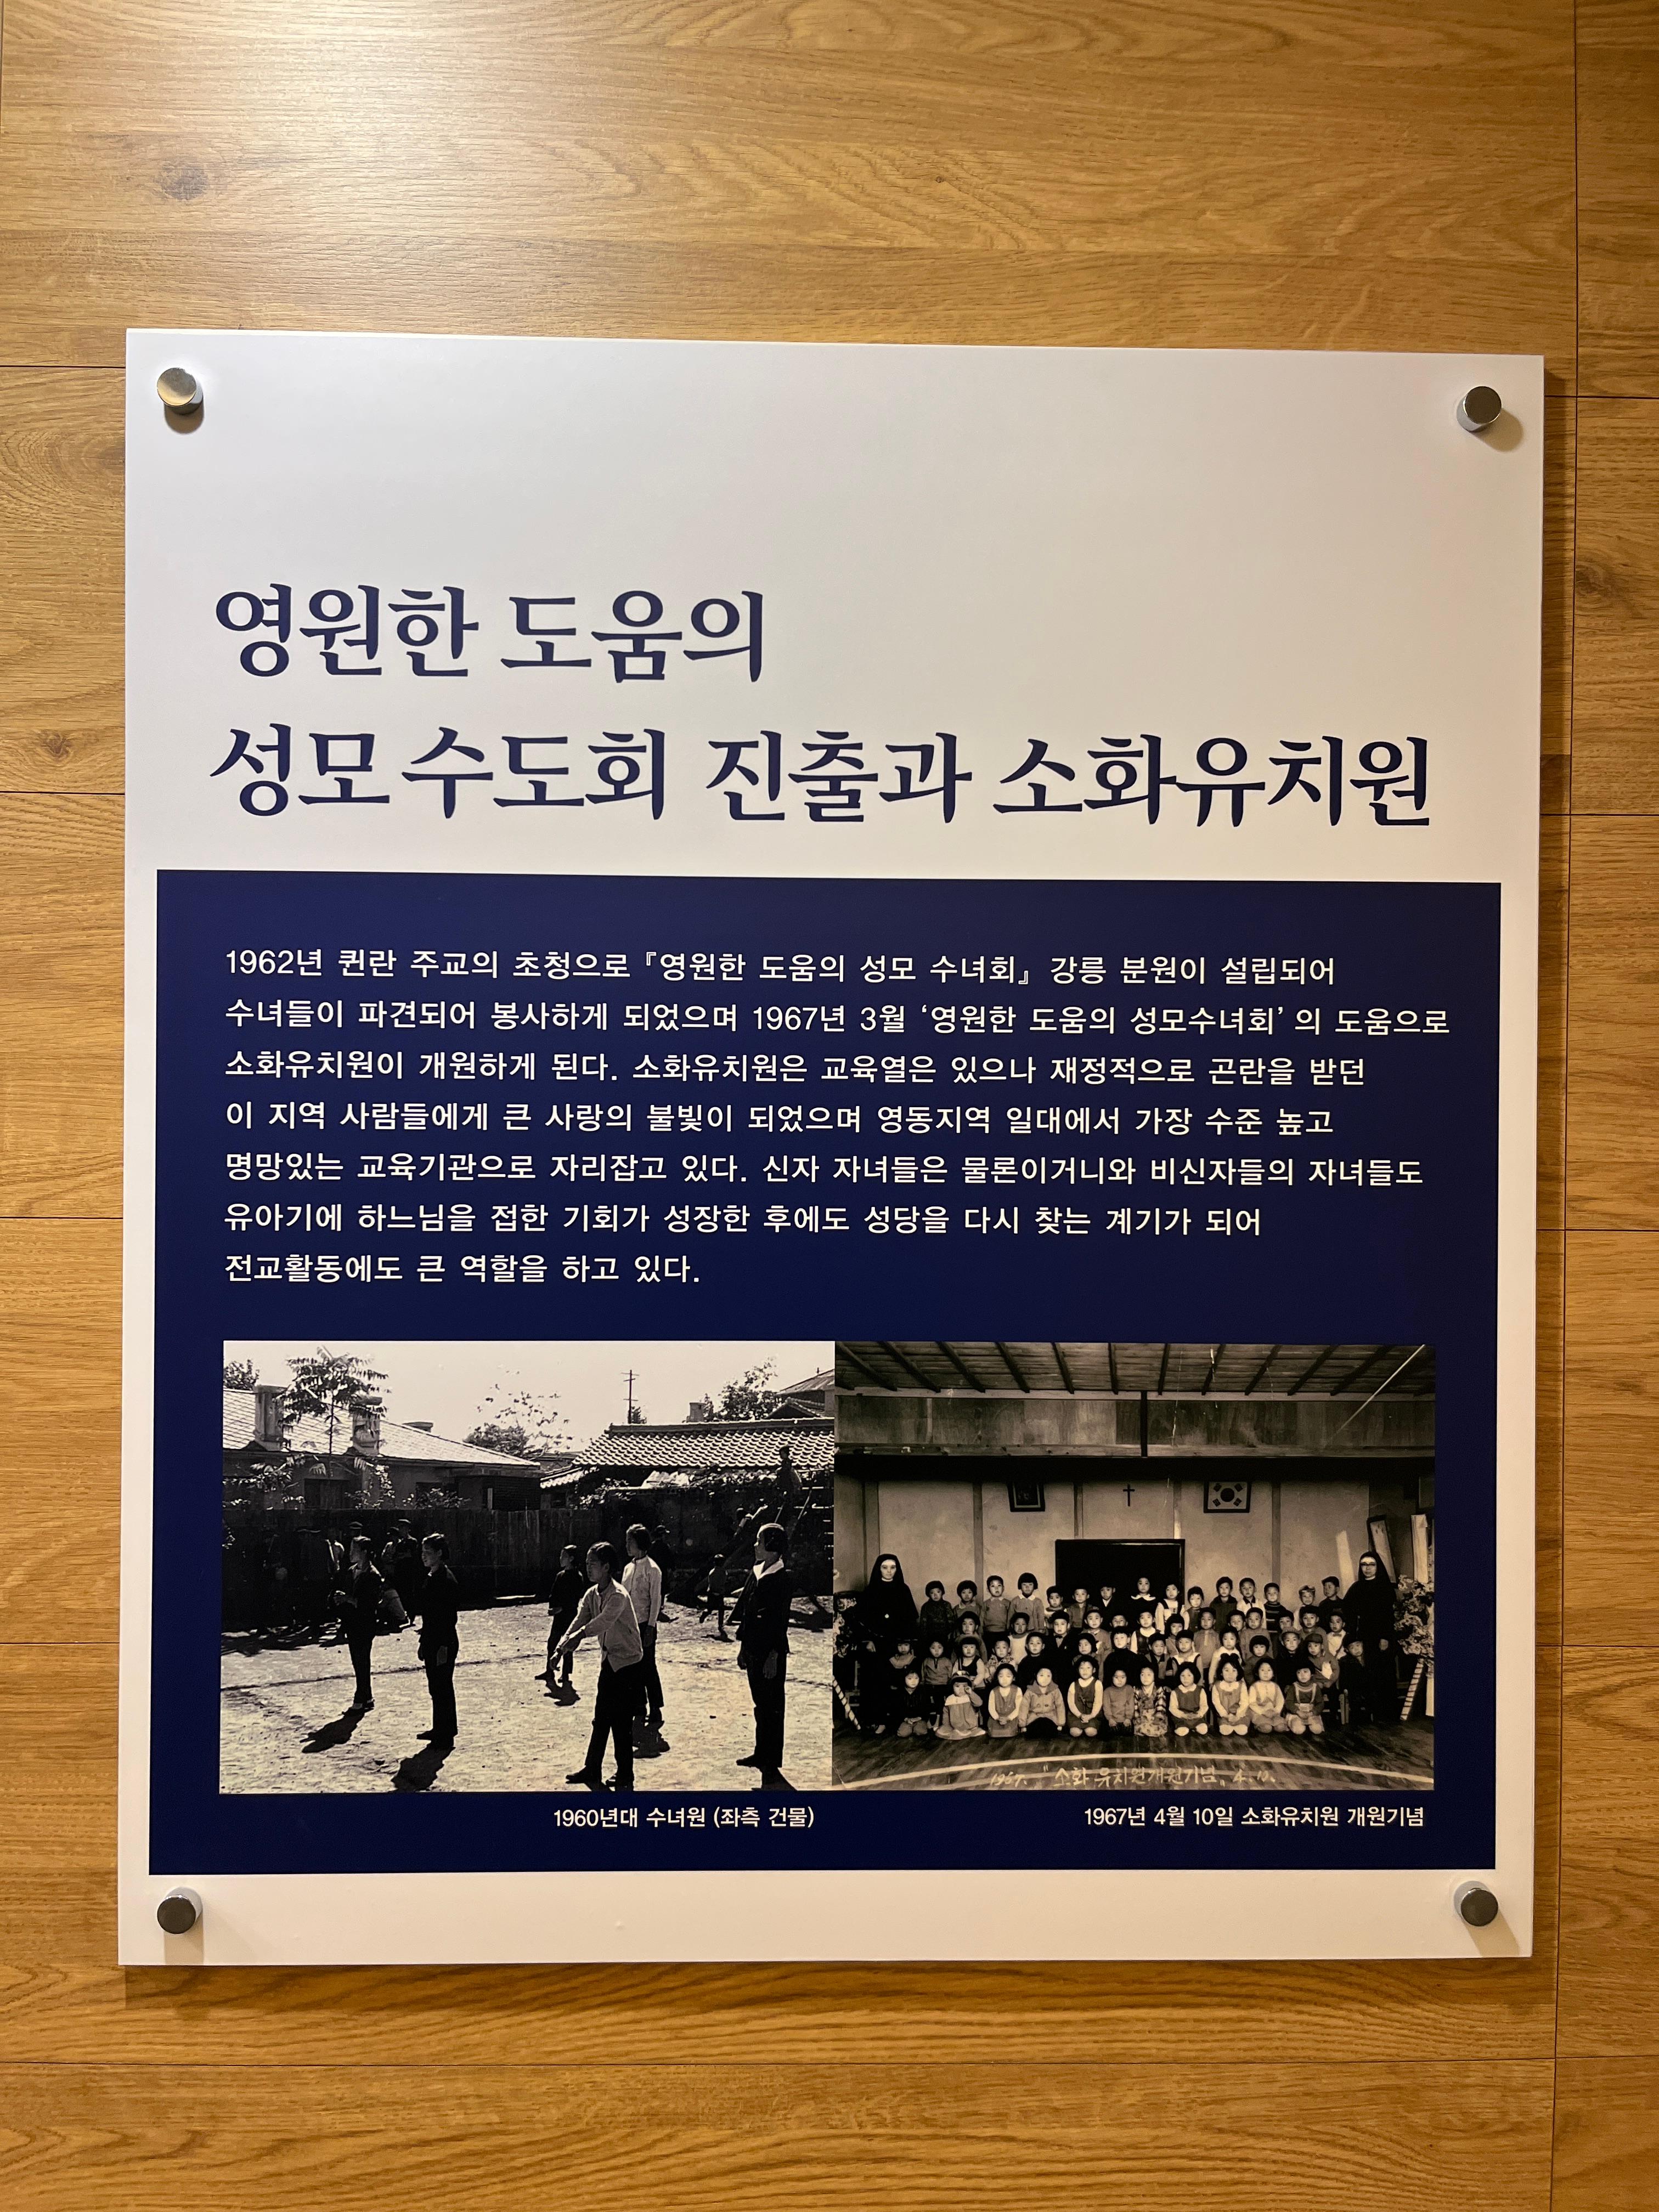 영원한 도움의
성모 수도회 진출과 소화유치원
1962년 퀸란 주교의 초청으로 『영원한 도움의 성모 수녀회』 강릉 분원이 설립되어
수녀들이 파견되어 봉사하게 되었으며 1967년 3월 ‘영원한 도움의 성모수녀회’ 의 도움으로
소화유치원이 개원하게 된다. 소화유치원은 교육열은 있으나 재정적으로 곤란을 받던
이 지역 사람들에게 큰 사랑의 불빛이 되었으며 영동지역 일대에서 가장 수준 높고
명망있는 교육기관으로 자리잡고 있다. 신자 자녀들은 물론이거니와 비신자들의 자녀들도
유아기에 하느님을 접한 기회가 성장한 후에도 성당을 다시 찾는 계기가 되어
전교활동에도 큰 역할을 하고 있다.
1967. "소화 유치원개원기념" 4.10.
1960년대 수녀원 (좌측 건물)
1967년 4월 10일 소화유치원 개원기념